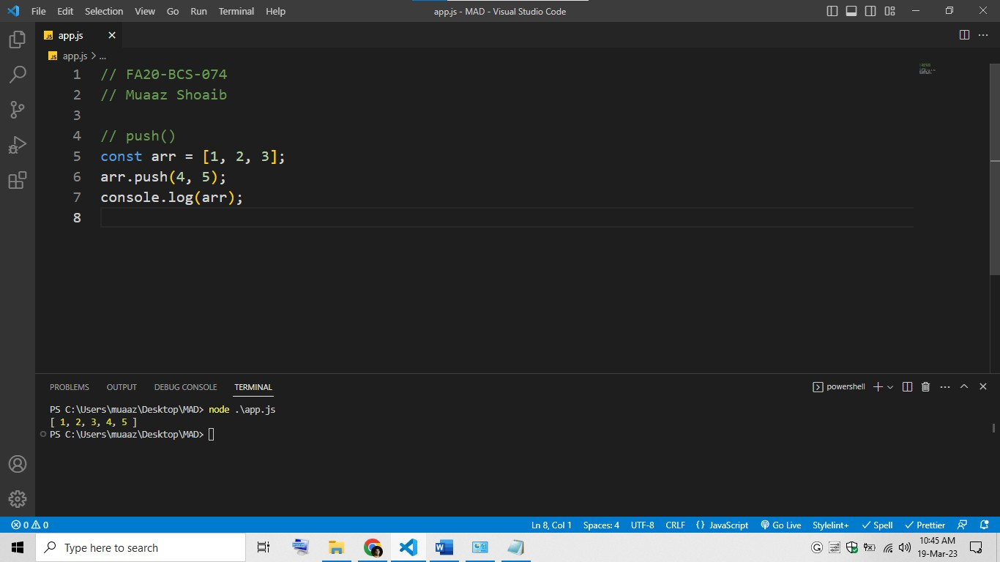 File Edit Selection View Go Run Terminal Help
app.js - MAD - Visual Studio Code
JS app.js
JS app.js > ...
1 // FA20-BCS-074
2 // Muaaz Shoaib
3
4 // push()
5 const arr = [1, 2, 3];
6 arr.push(4, 5);
7 console.log(arr);
8
PROBLEMS OUTPUT DEBUG CONSOLE TERMINAL
powershell
PS C:\Users\muaaz\Desktop\MAD> node .\app.js
[ 1, 2, 3, 4, 5 ]
PS C:\Users\muaaz\Desktop\MAD>
0 0
Ln 8, Col 1 Spaces: 4 UTF-8 CRLF {} JavaScript Go Live Stylelint+ Spell Prettier
Type here to search
10:45 AM
19-Mar-23